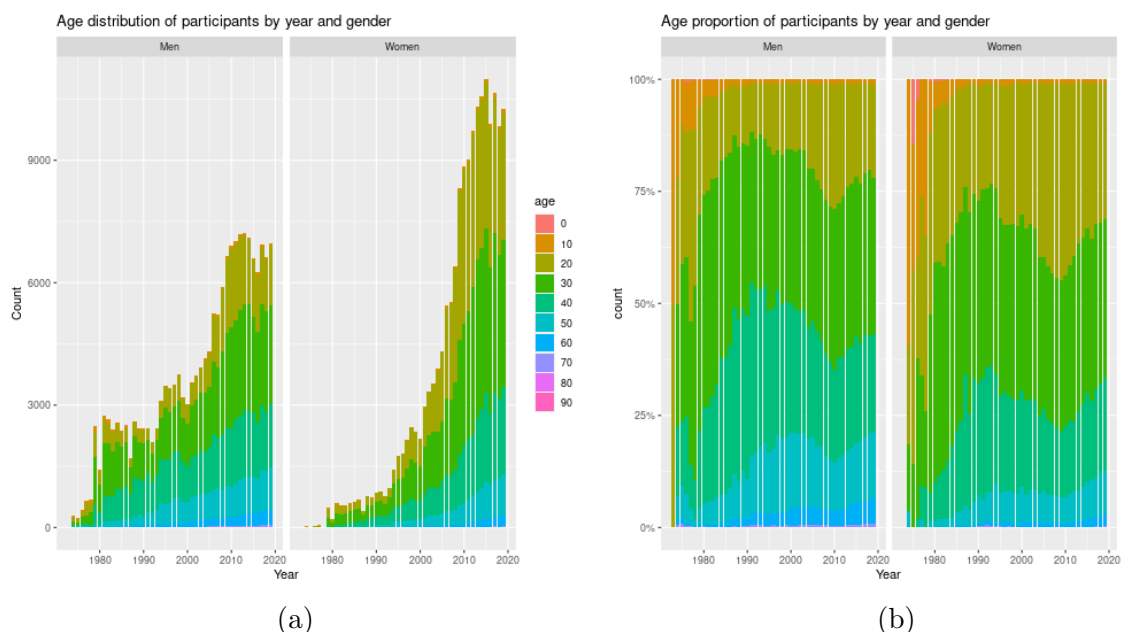 Age distribution of participants by year and gender
Men
Women
9000
6000
3000
0
Count
1980 1990 2000 2010 2020 1980 1990 2000 2010 2020
Year
age
0
10
20
30
40
50
60
70
80
90
(a)
Age proportion of participants by year and gender
Men
Women
100%
75%
50%
25%
0%
count
1980 1990 2000 2010 2020 1980 1990 2000 2010 2020
Year
(b)